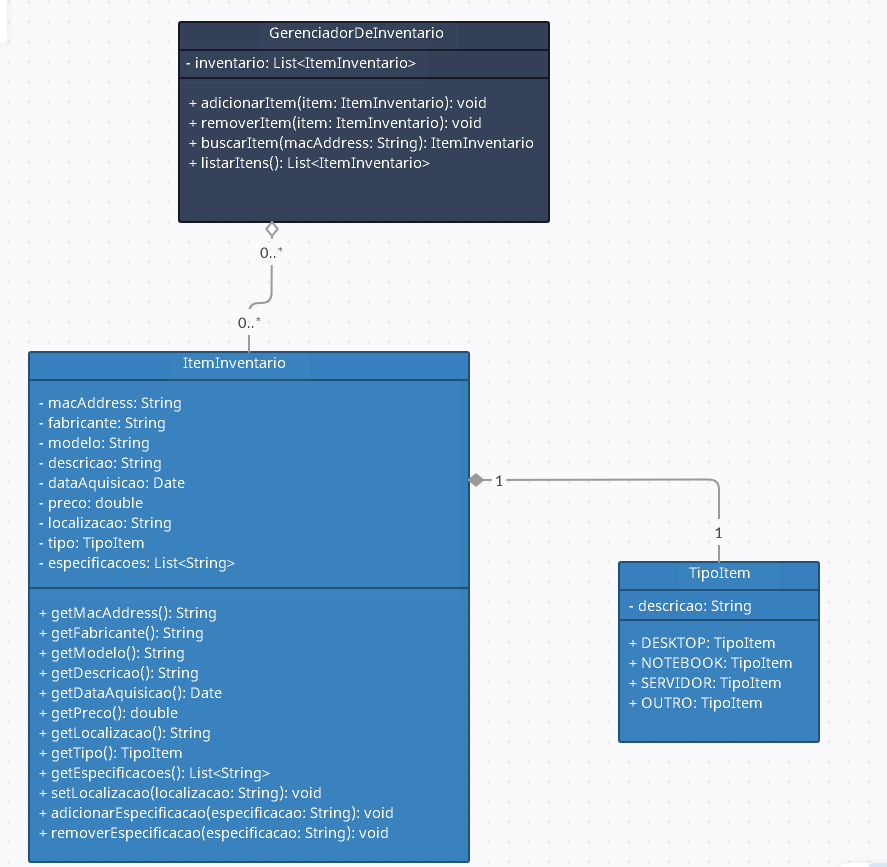 GerenciadorDeInventario
- inventario: List<ItemInventario>
+ adicionarItem(item: ItemInventario): void
+ removerItem(item: ItemInventario): void
+ buscarItem(macAddress: String): ItemInventario
+ listarItens(): List<ItemInventario>
0..*
0..*
ItemInventario
- macAddress: String
- fabricante: String
- modelo: String
- descricao: String
- dataAquisicao: Date
- preco: double
- localizacao: String
- tipo: TipoItem
- especificacoes: List<String>
+ getMacAddress(): String
+ getFabricante(): String
+ getModelo(): String
+ getDescricao(): String
+ getDataAquisicao(): Date
+ getPreco(): double
+ getLocalizacao(): String
+ getTipo(): TipoItem
+ getEspecificacoes(): List<String>
+ setLocalizacao(localizacao: String): void
+ adicionarEspecificacao(especificacao: String): void
+ removerEspecificacao(especificacao: String): void
1
1
TipoItem
- descricao: String
+ DESKTOP: TipoItem
+ NOTEBOOK: TipoItem
+ SERVIDOR: TipoItem
+ OUTRO: TipoItem